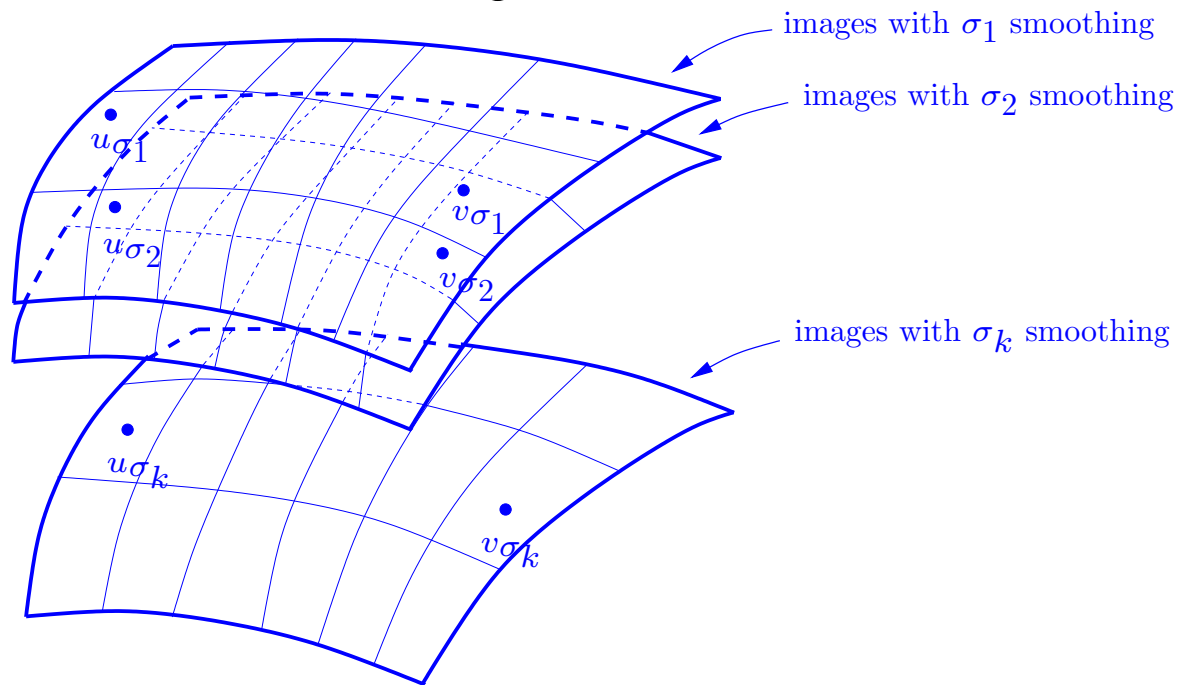 images with σ₁ smoothing
images with σ₂ smoothing
uσ₁
vσ₁
uσ₂
vσ₂
images with σₖ smoothing
uσₖ
vσₖ